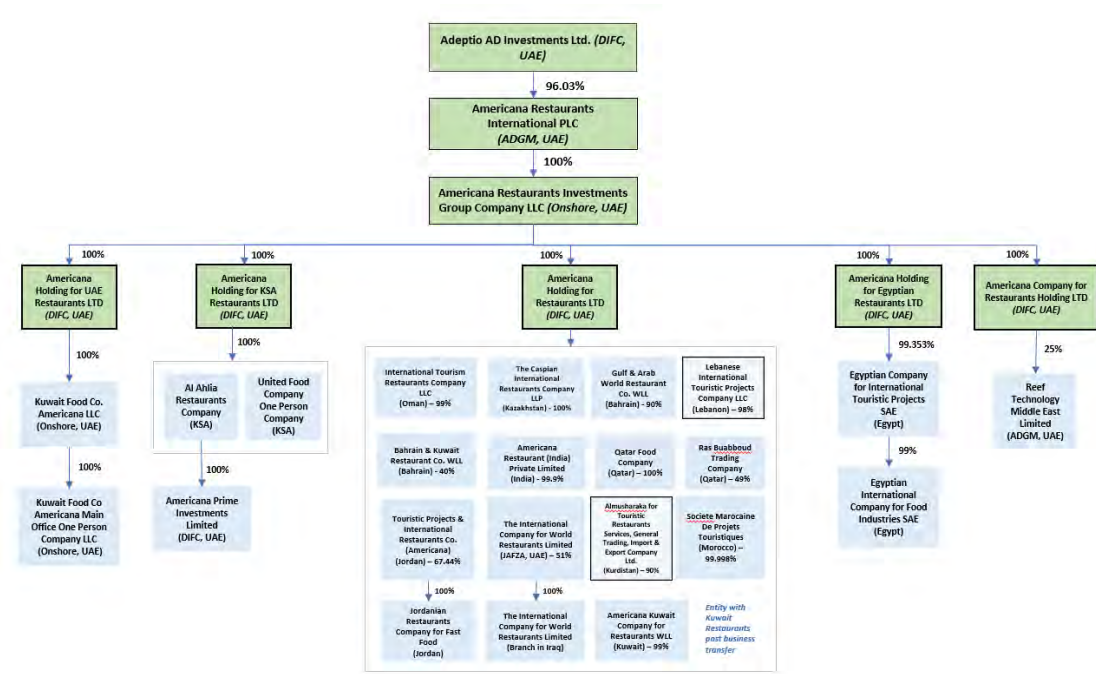 Adeptio AD Investments Ltd. (DIFC,
UAE)
96.03%
Americana Restaurants
International PLC
(ADGM, UAE)
100%
Americana Restaurants Investments
Group Company LLC (Onshore, UAE)
100%
100%
100%
100%
100%
Americana
Holding for UAE
Restaurants LTD
(DIFC, UAE)
Americana
Holding for KSA
Restaurants LTD
(DIFC, UAE)
Americana
Holding for
Restaurants LTD
(DIFC, UAE)
Americana Holding
for Egyptian
Restaurants LTD
(DIFC, UAE)
Americana Company for
Restaurants Holding LTD
(DIFC, UAE)
100%
100%
99.353%
25%
Kuwait Food Co.
Americana LLC
(Onshore, UAE)
100%
Kuwait Food Co
Americana Main
Office One Person
Company LLC
(Onshore, UAE)
Al Ahlia
Restaurants
Company
(KSA)
United Food
Company
One Person
Company
(KSA)
100%
Americana Prime
Investments
Limited
(DIFC, UAE)
International Tourism
Restaurants Company
LLC
(Oman) – 99%
The Caspian
International
Restaurants Company
LLP
(Kazakhstan) - 100%
Gulf & Arab
World Restaurant
Co. WLL
(Bahrain) - 90%
Lebanese
International
Touristic Projects
Company LLC
(Lebanon) – 98%
Bahrain & Kuwait
Restaurant Co. WLL
(Bahrain) - 40%
Americana
Restaurant (India)
Private Limited
(India) - 99.9%
Qatar Food
Company
(Qatar) – 100%
Ras Buabboud
Trading
Company
(Qatar) – 49%
Touristic Projects &
International
Restaurants Co.
(Americana)
(Jordan) – 67.44%
The International
Company for World
Restaurants Limited
(JAFZA, UAE) – 51%
Almusharaka for
Touristic
Restaurants
Services, General
Trading, Import &
Export Company
Ltd.
(Kurdistan) – 90%
Societe Marocaine
De Projets
Touristiques
(Morocco) –
99.998%
100%
100%
Jordanian
Restaurants
Company for Fast
Food
(Jordan)
The International
Company for World
Restaurants Limited
(Branch in Iraq)
Americana Kuwait
Company for
Restaurants WLL
(Kuwait) – 99%
Entity with
Kuwait
Restaurants
post business
transfer
Egyptian Company
for International
Touristic Projects
SAE
(Egypt)
99%
Egyptian
International
Company for Food
Industries SAE
(Egypt)
Reef
Technology
Middle East
Limited
(ADGM, UAE)